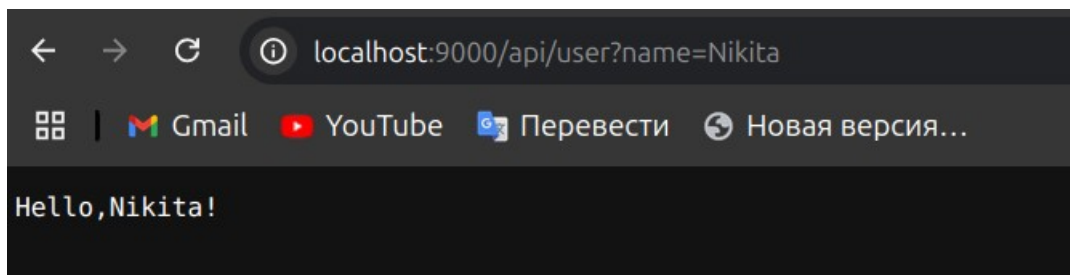 localhost:9000/api/user?name=Nikita
Gmail YouTube Перевести Новая версия...
Hello,Nikita!